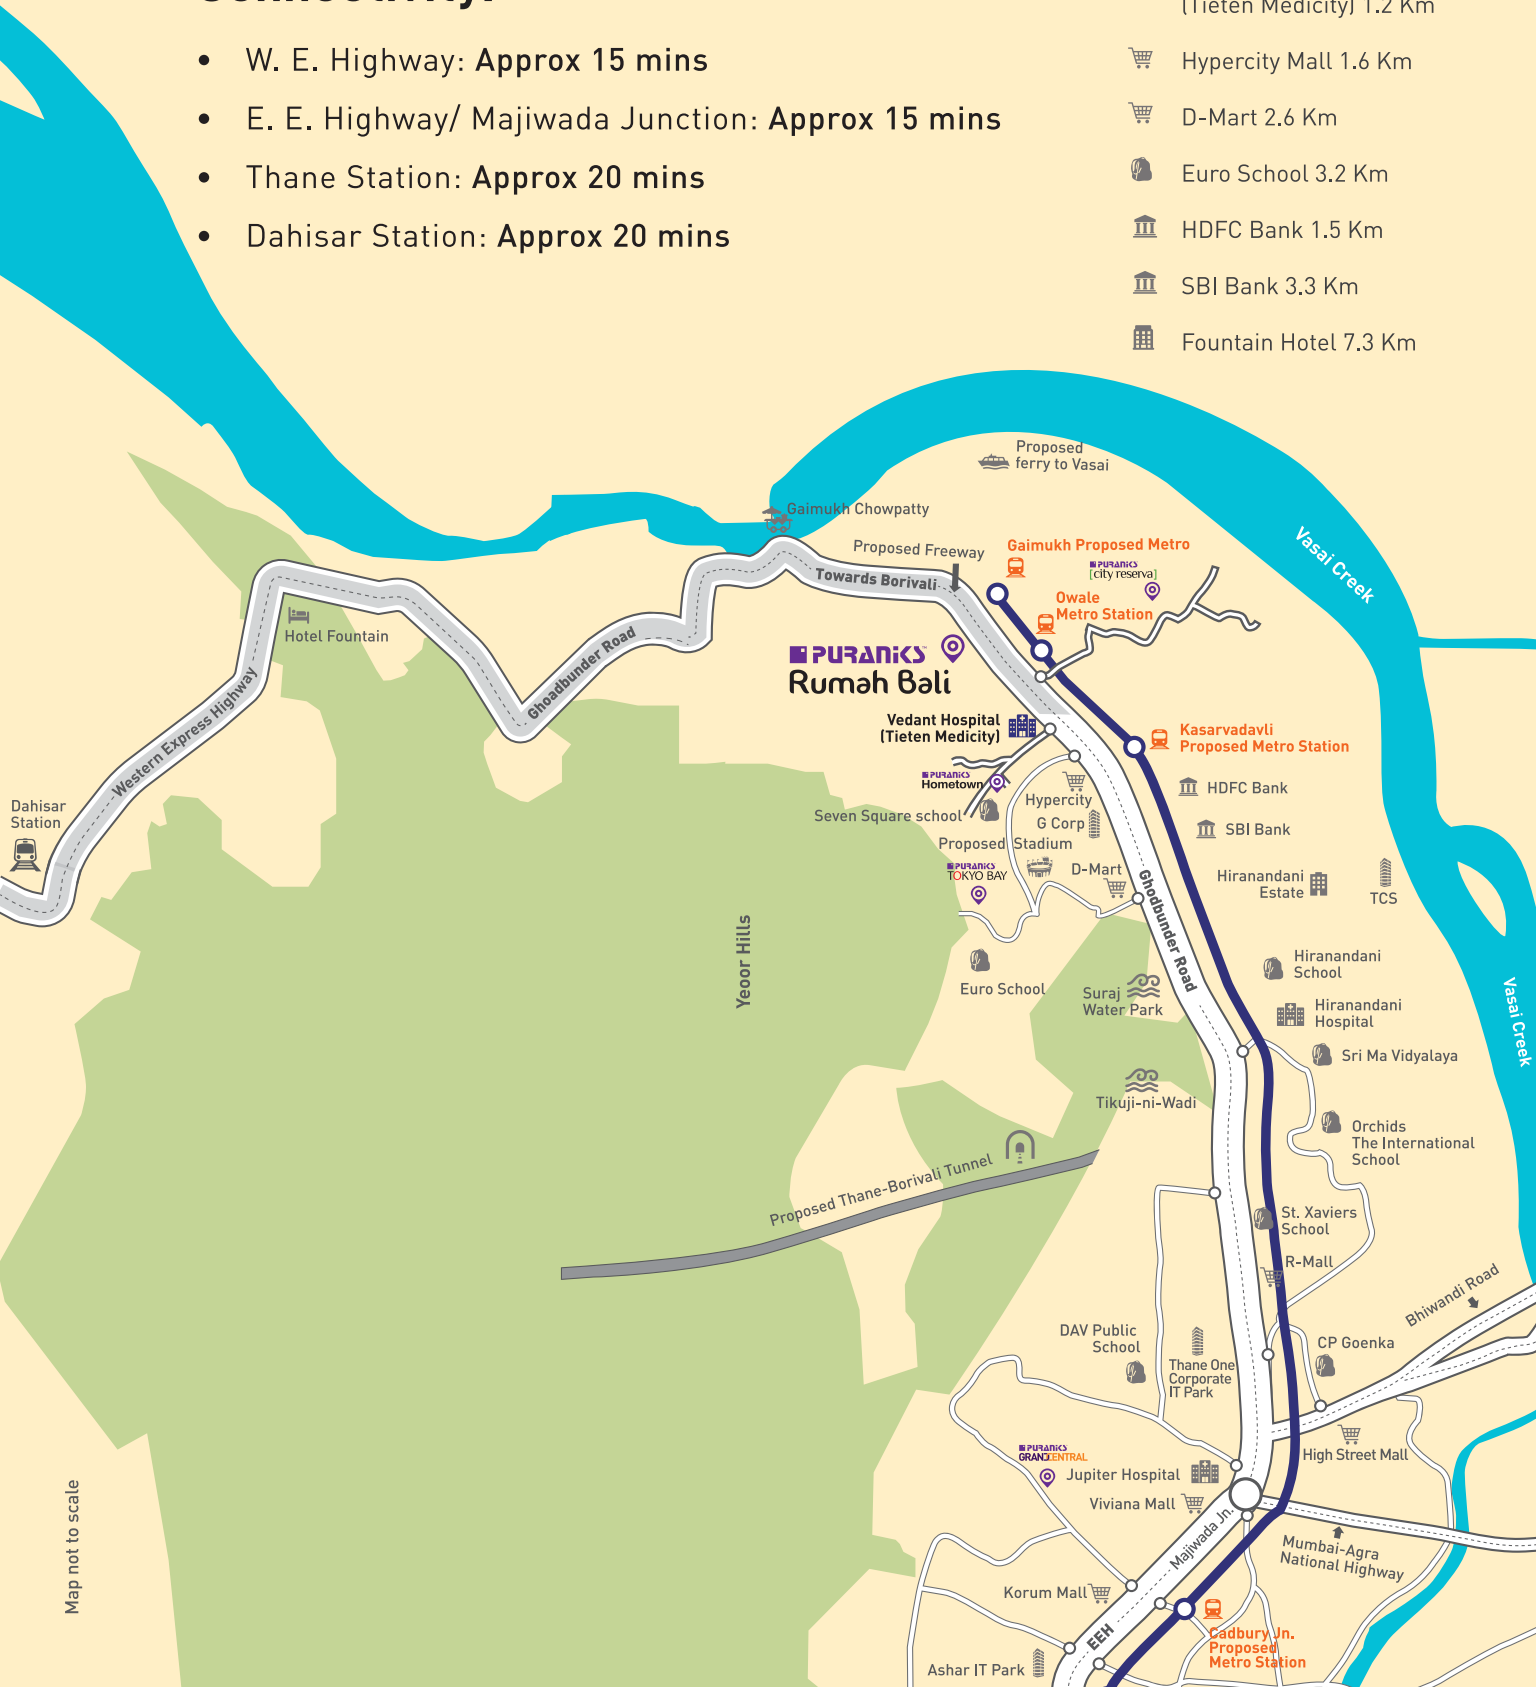 Connectivity:
• W. E. Highway: Approx 15 mins
• E. E. Highway/ Majiwada Junction: Approx 15 mins
• Thane Station: Approx 20 mins
• Dahisar Station: Approx 20 mins
(Tieten Medicity) 1.2 Km
Hypercity Mall 1.6 Km
D-Mart 2.6 Km
Euro School 3.2 Km
HDFC Bank 1.5 Km
SBI Bank 3.3 Km
Fountain Hotel 7.3 Km
Proposed
ferry to Vasai
Gaimukh Chowpatty
Vasai Creek
Proposed Freeway
Gaimukh Proposed Metro
PURANIKS
[city reserva]
Towards Borivali
Owale
Metro Station
Hotel Fountain
Ghoadbunder Road
PURANIKS
Rumah Bali
Western Express Highway
Vedant Hospital
(Tieten Medicity)
Kasarvadavli
Proposed Metro Station
PURANIKS
Hometown
HDFC Bank
Dahisar
Station
Hypercity
Seven Square school
G Corp
SBI Bank
Proposed Stadium
PURANIKS
TOKYO BAY
D-Mart
Hiranandani
Estate
TCS
Ghodbunder Road
Yeoor Hills
Hiranandani
School
Euro School
Suraj
Water Park
Hiranandani
Hospital
Vasai Creek
Sri Ma Vidyalaya
Tikuji-ni-Wadi
Orchids
The International
School
Proposed Thane-Borivali Tunnel
St. Xaviers
School
R-Mall
Bhiwandi Road
DAV Public
School
CP Goenka
Thane One
Corporate
IT Park
PURANIKS
GRANDCENTRAL
High Street Mall
Jupiter Hospital
Viviana Mall
Majiwada Jn.
Mumbai-Agra
National Highway
Map not to scale
Korum Mall
EEH
Cadbury Jn.
Proposed
Metro Station
Ashar IT Park